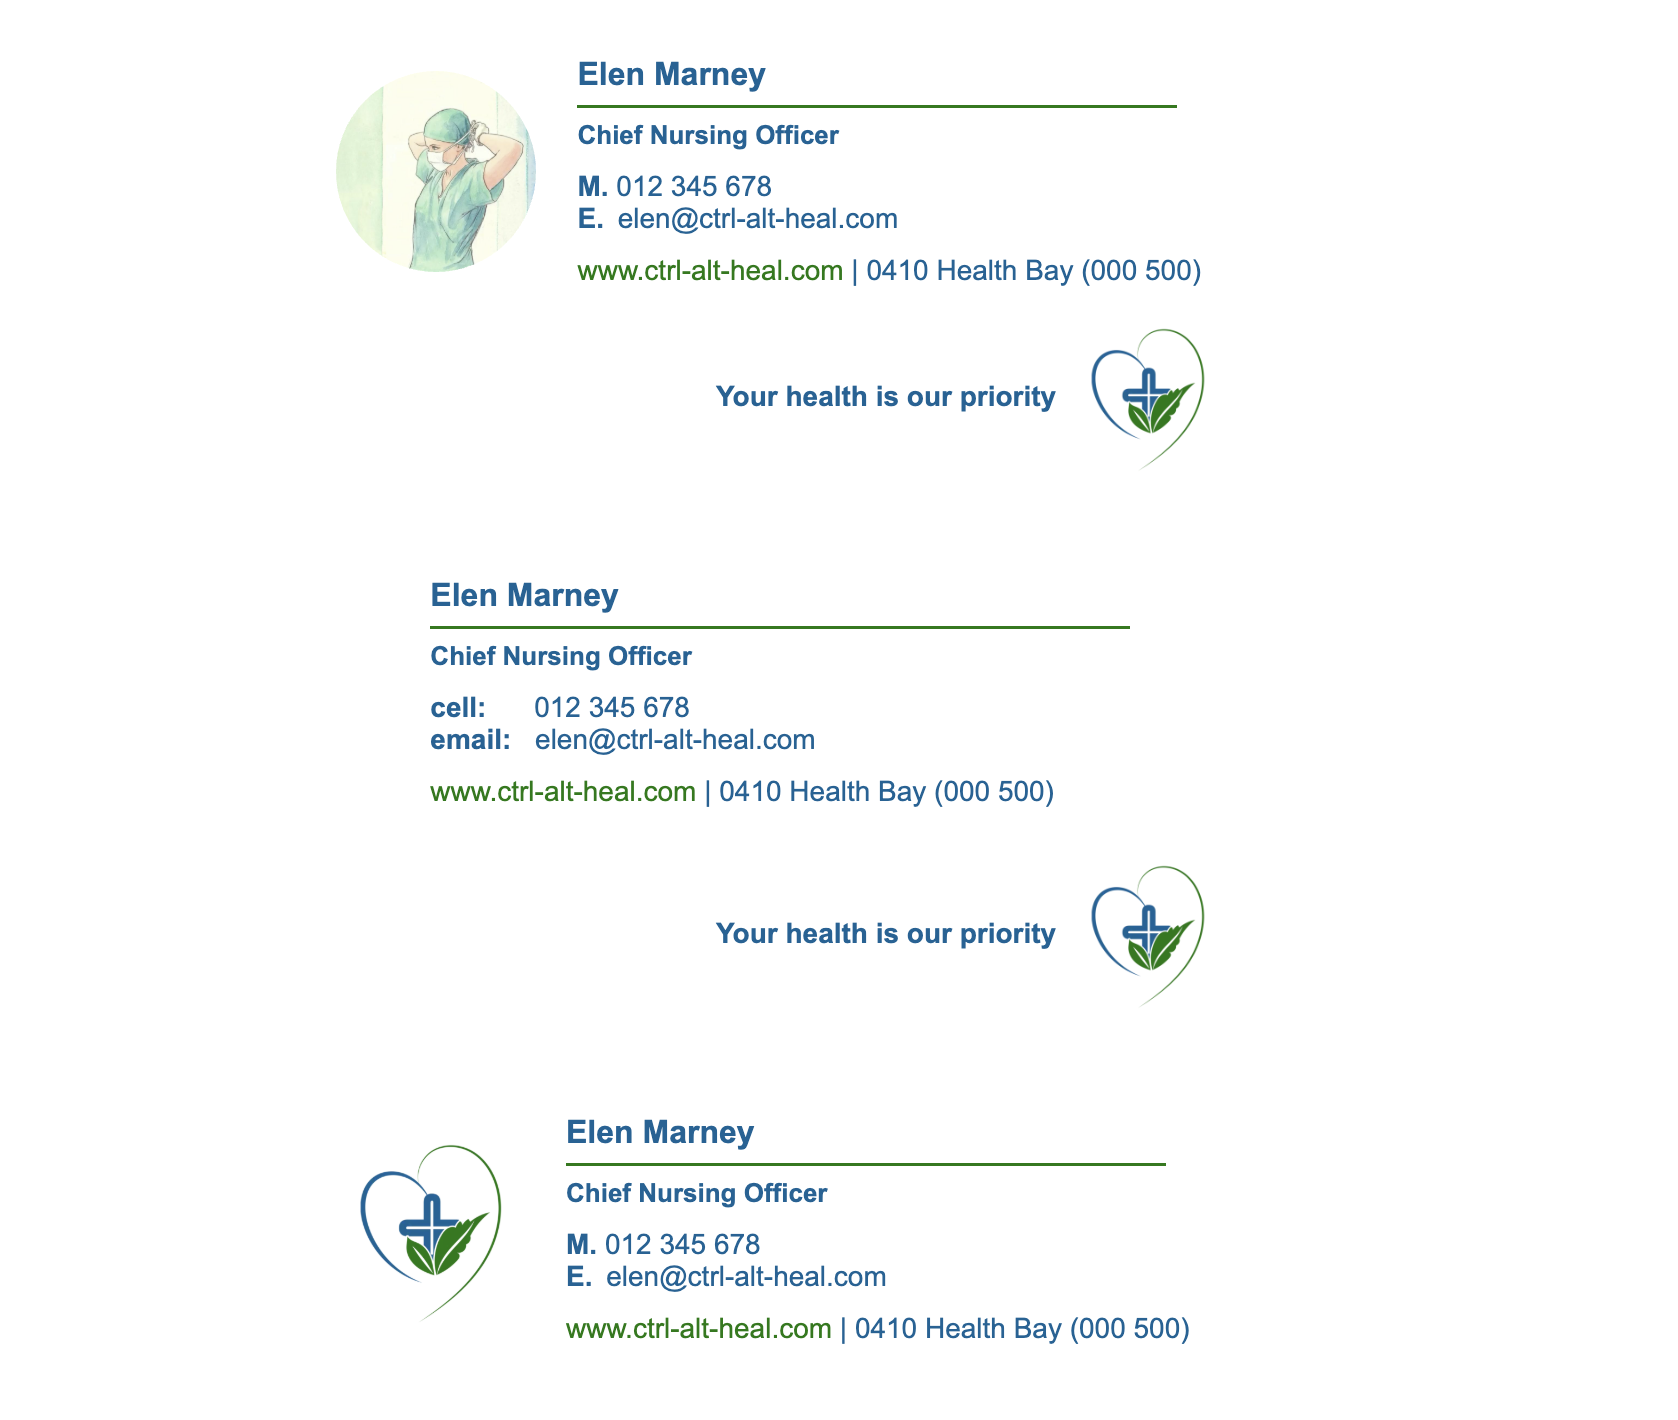 Elen Marney
Chief Nursing Officer
M. 012 345 678
E. elen@ctrl-alt-heal.com
www.ctrl-alt-heal.com | 0410 Health Bay (000 500)
Your health is our priority
Elen Marney
Chief Nursing Officer
cell: 012 345 678
email: elen@ctrl-alt-heal.com
www.ctrl-alt-heal.com | 0410 Health Bay (000 500)
Your health is our priority
Elen Marney
Chief Nursing Officer
M. 012 345 678
E. elen@ctrl-alt-heal.com
www.ctrl-alt-heal.com | 0410 Health Bay (000 500)